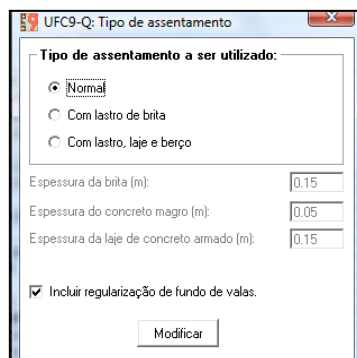 UFC9-Q: Tipo de assentamento
Tipo de assentamento a ser utilizado:
Normal
Com lastro de brita
Com lastro, laje e berço
Espessura da brita (m): 0.15
Espessura do concreto magro (m): 0.05
Espessura da laje de concreto armado (m): 0.15
Incluir regularização de fundo de valas.
Modificar